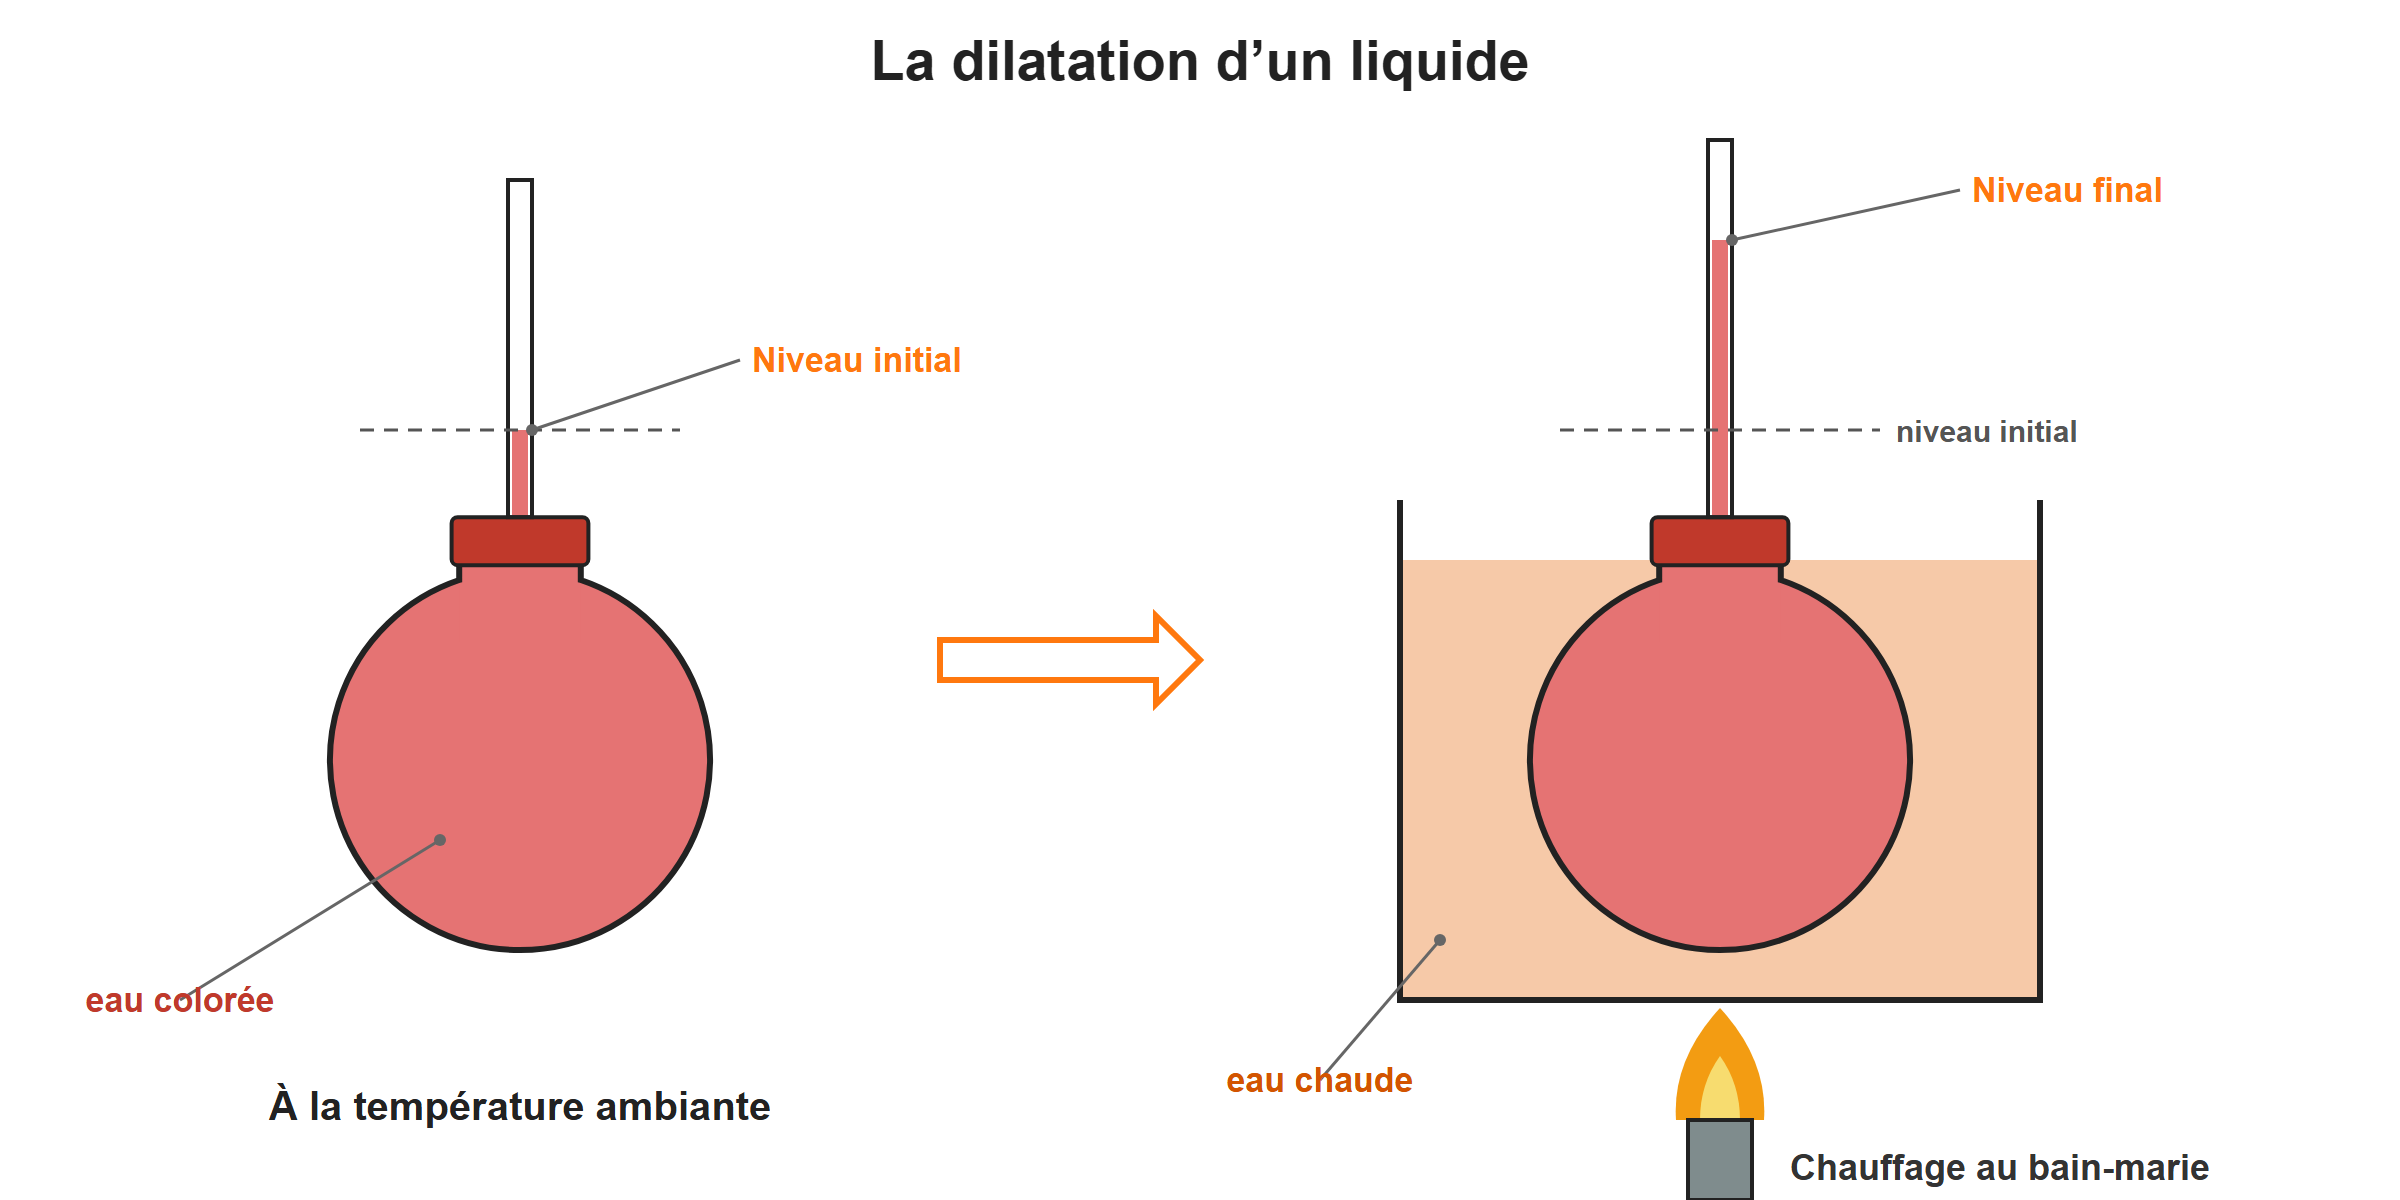 La dilatation d’un liquide
Niveau initial
eau colorée
À la température ambiante
Niveau final
niveau initial
eau chaude
Chauffage au bain-marie